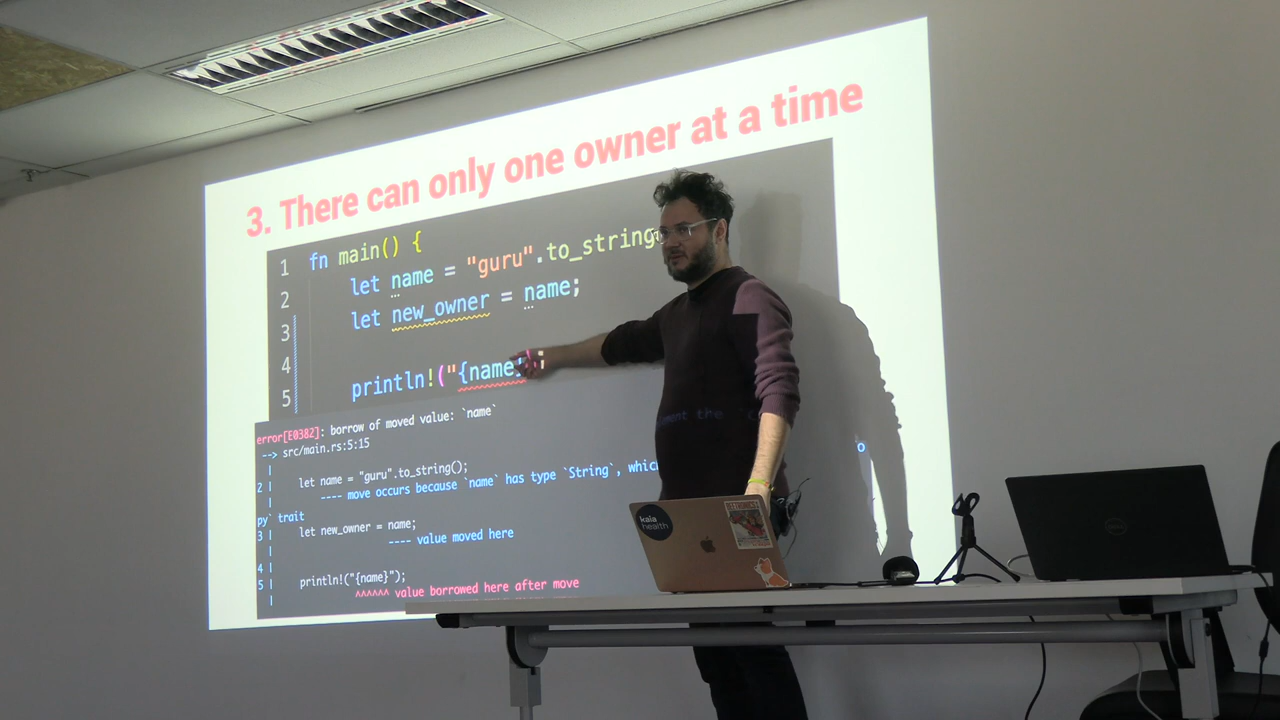 3. There can only one owner at a time
1 fn main() {
2 let name = "guru".to_string
3 let new_owner = name;
4
5 println!("{name
error[E0382]: borrow of moved value: `name`
--> src/main.rs:5:15
|
2 | let name = "guru".to_string();
| ---- move occurs because `name` has type `String`, which
py` trait
3 | let new_owner = name;
| ---- value moved here
4 |
5 | println!("{name}");
| ^^^^^^ value borrowed here after move
kaia
health
DELL